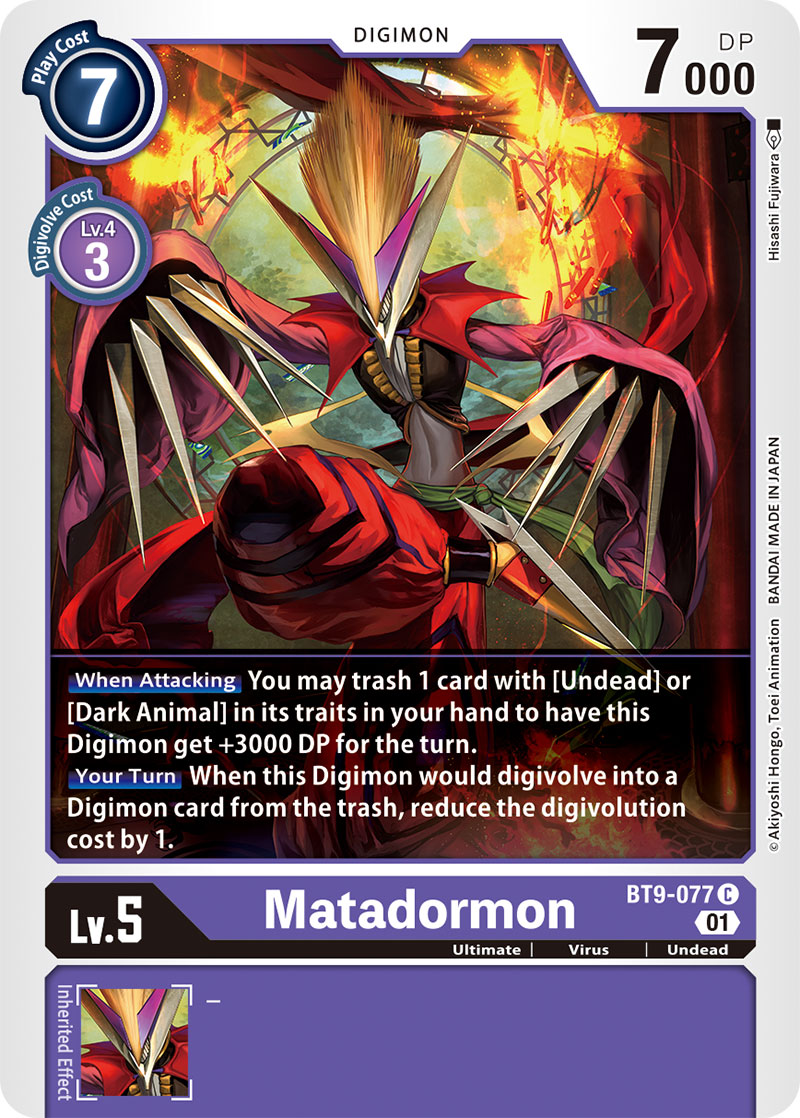 DIGIMON
Play Cost
7
7000
DP
Digivolve Cost
Lv.4
3
Hisashi Fujiwara
When Attacking You may trash 1 card with [Undead] or
[Dark Animal] in its traits in your hand to have this
Digimon get +3000 DP for the turn.
Your Turn When this Digimon would digivolve into a
Digimon card from the trash, reduce the digivolution
cost by 1.
© Akiyoshi Hongo, Toei Animation BANDAI MADE IN JAPAN
Lv.5
Matadormon
BT9-077 C
01
Ultimate | Virus | Undead
Inherited Effect
–